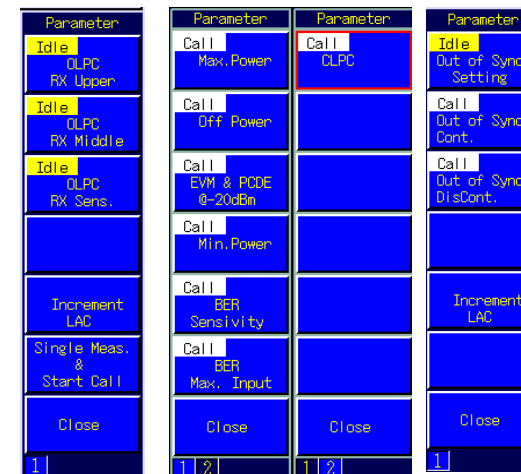 Parameter
Idle
OLPC
RX Upper
Idle
OLPC
RX Middle
Idle
OLPC
RX Sens.
Increment
LAC
Single Meas.
&
Start Call
Close
1
Parameter
Call
Max.Power
Call
Off Power
Call
EVM & PCDE
@-20dBm
Call
Min.Power
Call
BER
Sensivity
Call
BER
Max. Input
Close
1 2
Parameter
Call
CLPC
Close
1 2
Parameter
Idle
Out of Sync
Setting
Call
Out of Sync
Cont.
Call
Out of Sync
DisCont.
Increment
LAC
Close
1